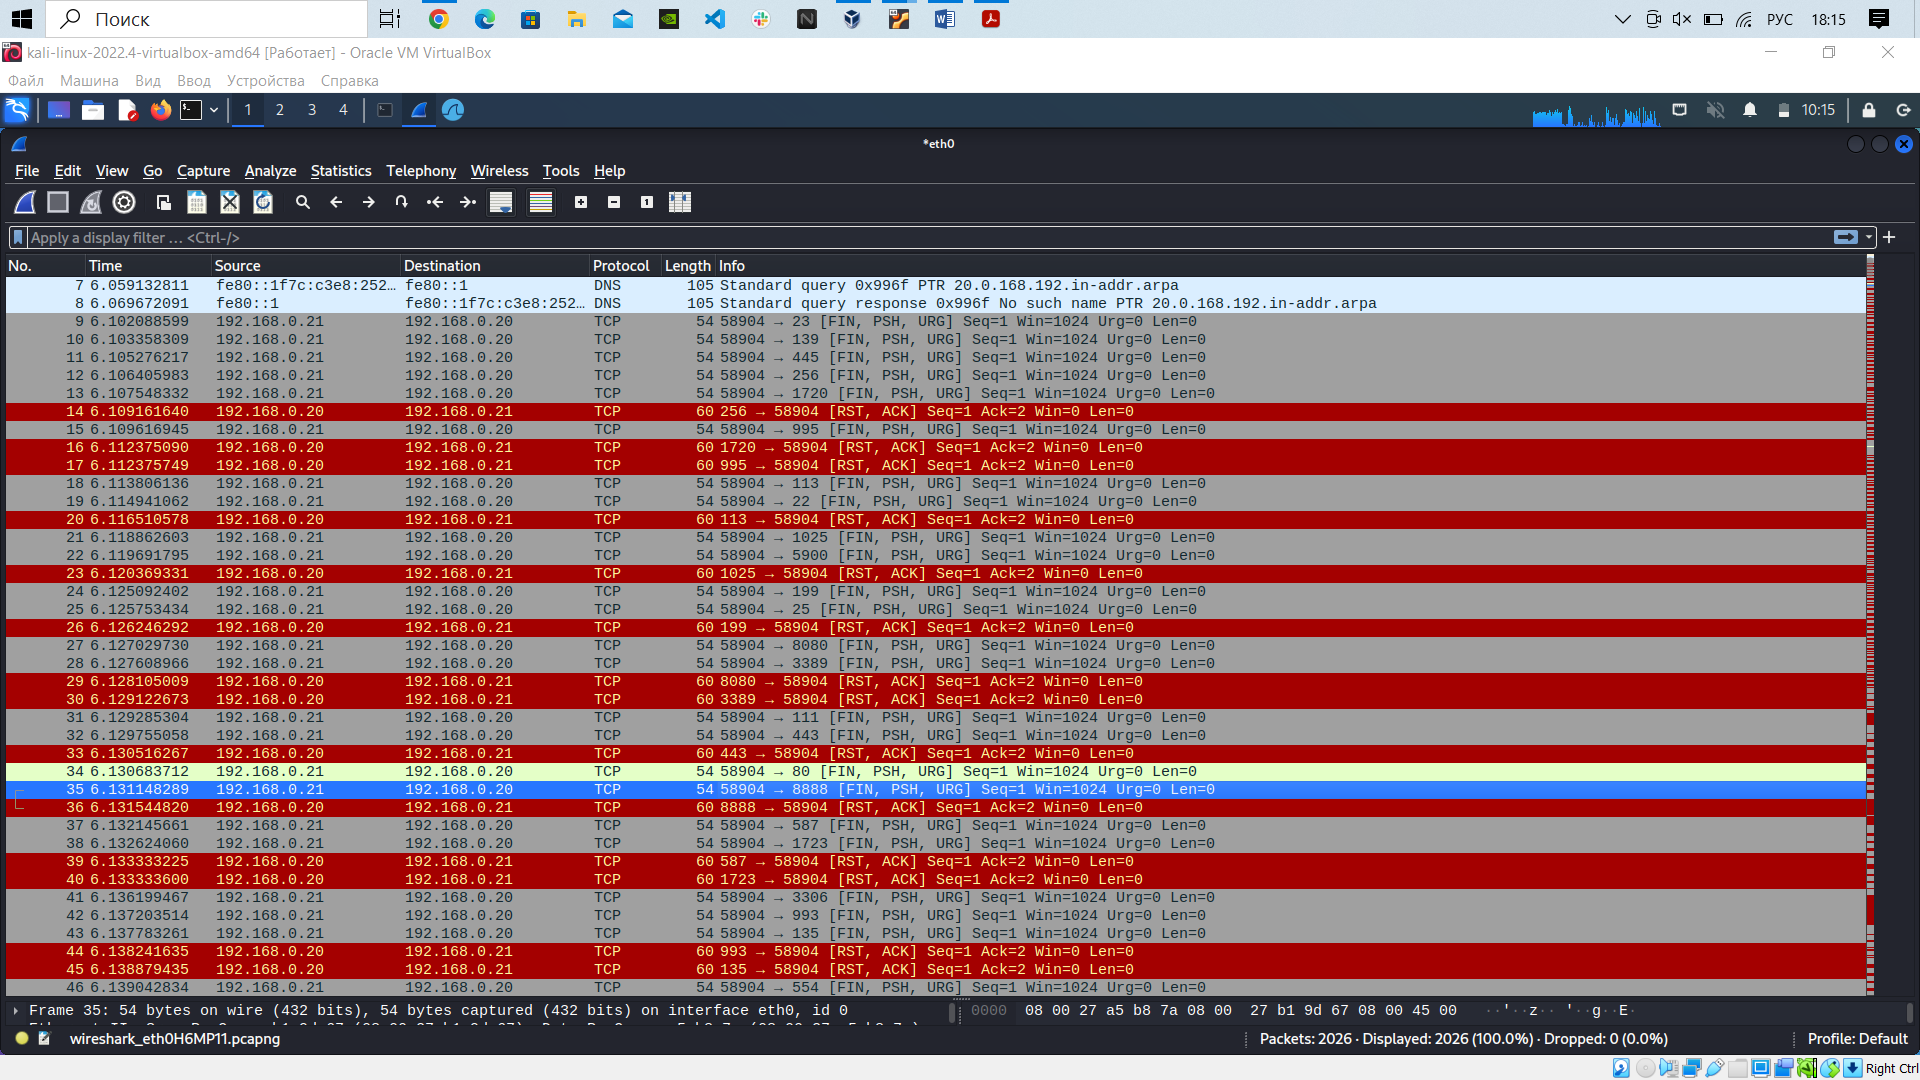 Поиск
РУС
18:15
kali-linux-2022.4-virtualbox-amd64 [Работает] - Oracle VM VirtualBox
Файл Машина Вид Ввод Устройства Справка
1 2 3 4
10:15
*eth0
File Edit View Go Capture Analyze Statistics Telephony Wireless Tools Help
Apply a display filter … <Ctrl-/>
No. Time Source Destination Protocol Length Info
7 6.059132811 fe80::1f7c:c3e8:252… fe80::1 DNS 105 Standard query 0x996f PTR 20.0.168.192.in-addr.arpa
8 6.069672091 fe80::1 fe80::1f7c:c3e8:252… DNS 105 Standard query response 0x996f No such name PTR 20.0.168.192.in-addr.arpa
9 6.102088599 192.168.0.21 192.168.0.20 TCP 54 58904 → 23 [FIN, PSH, URG] Seq=1 Win=1024 Urg=0 Len=0
10 6.103358309 192.168.0.21 192.168.0.20 TCP 54 58904 → 139 [FIN, PSH, URG] Seq=1 Win=1024 Urg=0 Len=0
11 6.105276217 192.168.0.21 192.168.0.20 TCP 54 58904 → 445 [FIN, PSH, URG] Seq=1 Win=1024 Urg=0 Len=0
12 6.106405983 192.168.0.21 192.168.0.20 TCP 54 58904 → 256 [FIN, PSH, URG] Seq=1 Win=1024 Urg=0 Len=0
13 6.107548332 192.168.0.21 192.168.0.20 TCP 54 58904 → 1720 [FIN, PSH, URG] Seq=1 Win=1024 Urg=0 Len=0
14 6.109161640 192.168.0.20 192.168.0.21 TCP 60 256 → 58904 [RST, ACK] Seq=1 Ack=2 Win=0 Len=0
15 6.109616945 192.168.0.21 192.168.0.20 TCP 54 58904 → 995 [FIN, PSH, URG] Seq=1 Win=1024 Urg=0 Len=0
16 6.112375090 192.168.0.20 192.168.0.21 TCP 60 1720 → 58904 [RST, ACK] Seq=1 Ack=2 Win=0 Len=0
17 6.112375749 192.168.0.20 192.168.0.21 TCP 60 995 → 58904 [RST, ACK] Seq=1 Ack=2 Win=0 Len=0
18 6.113806136 192.168.0.21 192.168.0.20 TCP 54 58904 → 113 [FIN, PSH, URG] Seq=1 Win=1024 Urg=0 Len=0
19 6.114941062 192.168.0.21 192.168.0.20 TCP 54 58904 → 22 [FIN, PSH, URG] Seq=1 Win=1024 Urg=0 Len=0
20 6.116510578 192.168.0.20 192.168.0.21 TCP 60 113 → 58904 [RST, ACK] Seq=1 Ack=2 Win=0 Len=0
21 6.118862603 192.168.0.21 192.168.0.20 TCP 54 58904 → 1025 [FIN, PSH, URG] Seq=1 Win=1024 Urg=0 Len=0
22 6.119691795 192.168.0.21 192.168.0.20 TCP 54 58904 → 5900 [FIN, PSH, URG] Seq=1 Win=1024 Urg=0 Len=0
23 6.120369331 192.168.0.20 192.168.0.21 TCP 60 1025 → 58904 [RST, ACK] Seq=1 Ack=2 Win=0 Len=0
24 6.125092402 192.168.0.21 192.168.0.20 TCP 54 58904 → 199 [FIN, PSH, URG] Seq=1 Win=1024 Urg=0 Len=0
25 6.125753434 192.168.0.21 192.168.0.20 TCP 54 58904 → 25 [FIN, PSH, URG] Seq=1 Win=1024 Urg=0 Len=0
26 6.126246292 192.168.0.20 192.168.0.21 TCP 60 199 → 58904 [RST, ACK] Seq=1 Ack=2 Win=0 Len=0
27 6.127029730 192.168.0.21 192.168.0.20 TCP 54 58904 → 8080 [FIN, PSH, URG] Seq=1 Win=1024 Urg=0 Len=0
28 6.127608966 192.168.0.21 192.168.0.20 TCP 54 58904 → 3389 [FIN, PSH, URG] Seq=1 Win=1024 Urg=0 Len=0
29 6.128105009 192.168.0.20 192.168.0.21 TCP 60 8080 → 58904 [RST, ACK] Seq=1 Ack=2 Win=0 Len=0
30 6.129122673 192.168.0.20 192.168.0.21 TCP 60 3389 → 58904 [RST, ACK] Seq=1 Ack=2 Win=0 Len=0
31 6.129285304 192.168.0.21 192.168.0.20 TCP 54 58904 → 111 [FIN, PSH, URG] Seq=1 Win=1024 Urg=0 Len=0
32 6.129755058 192.168.0.21 192.168.0.20 TCP 54 58904 → 443 [FIN, PSH, URG] Seq=1 Win=1024 Urg=0 Len=0
33 6.130516267 192.168.0.20 192.168.0.21 TCP 60 443 → 58904 [RST, ACK] Seq=1 Ack=2 Win=0 Len=0
34 6.130683712 192.168.0.21 192.168.0.20 TCP 54 58904 → 80 [FIN, PSH, URG] Seq=1 Win=1024 Urg=0 Len=0
35 6.131148289 192.168.0.21 192.168.0.20 TCP 54 58904 → 8888 [FIN, PSH, URG] Seq=1 Win=1024 Urg=0 Len=0
36 6.131544820 192.168.0.20 192.168.0.21 TCP 60 8888 → 58904 [RST, ACK] Seq=1 Ack=2 Win=0 Len=0
37 6.132145661 192.168.0.21 192.168.0.20 TCP 54 58904 → 587 [FIN, PSH, URG] Seq=1 Win=1024 Urg=0 Len=0
38 6.132624060 192.168.0.21 192.168.0.20 TCP 54 58904 → 1723 [FIN, PSH, URG] Seq=1 Win=1024 Urg=0 Len=0
39 6.133333225 192.168.0.20 192.168.0.21 TCP 60 587 → 58904 [RST, ACK] Seq=1 Ack=2 Win=0 Len=0
40 6.133333600 192.168.0.20 192.168.0.21 TCP 60 1723 → 58904 [RST, ACK] Seq=1 Ack=2 Win=0 Len=0
41 6.136199467 192.168.0.21 192.168.0.20 TCP 54 58904 → 3306 [FIN, PSH, URG] Seq=1 Win=1024 Urg=0 Len=0
42 6.137203514 192.168.0.21 192.168.0.20 TCP 54 58904 → 993 [FIN, PSH, URG] Seq=1 Win=1024 Urg=0 Len=0
43 6.137783261 192.168.0.21 192.168.0.20 TCP 54 58904 → 135 [FIN, PSH, URG] Seq=1 Win=1024 Urg=0 Len=0
44 6.138241635 192.168.0.20 192.168.0.21 TCP 60 993 → 58904 [RST, ACK] Seq=1 Ack=2 Win=0 Len=0
45 6.138879435 192.168.0.20 192.168.0.21 TCP 60 135 → 58904 [RST, ACK] Seq=1 Ack=2 Win=0 Len=0
46 6.139042834 192.168.0.21 192.168.0.20 TCP 54 58904 → 554 [FIN, PSH, URG] Seq=1 Win=1024 Urg=0 Len=0
Frame 35: 54 bytes on wire (432 bits), 54 bytes captured (432 bits) on interface eth0, id 0
0000 08 00 27 a5 b8 7a 08 00 27 b1 9d 67 08 00 45 00 ··'··z·· '··g··E·
wireshark_eth0H6MP11.pcapng
Packets: 2026 · Displayed: 2026 (100.0%) · Dropped: 0 (0.0%)
Profile: Default
Right Ctrl